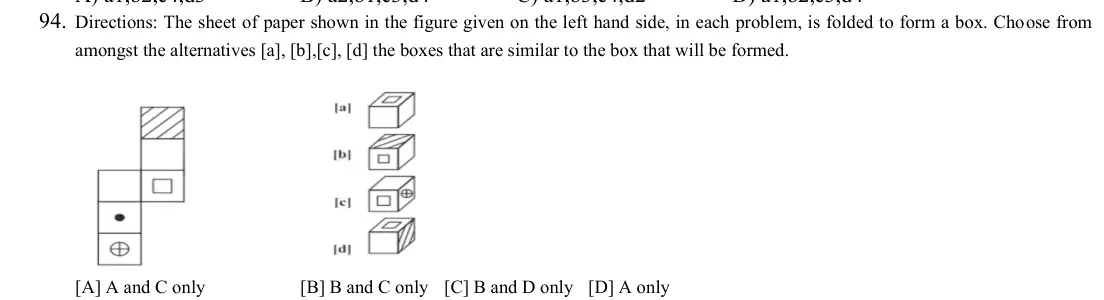 94. Directions: The sheet of paper shown in the figure given on the left hand side, in each problem, is folded to form a box. Choose from
amongst the alternatives [a], [b],[c], [d] the boxes that are similar to the box that will be formed.
[a]
[b]
[c]
[d]
[A] A and C only [B] B and C only [C] B and D only [D] A only